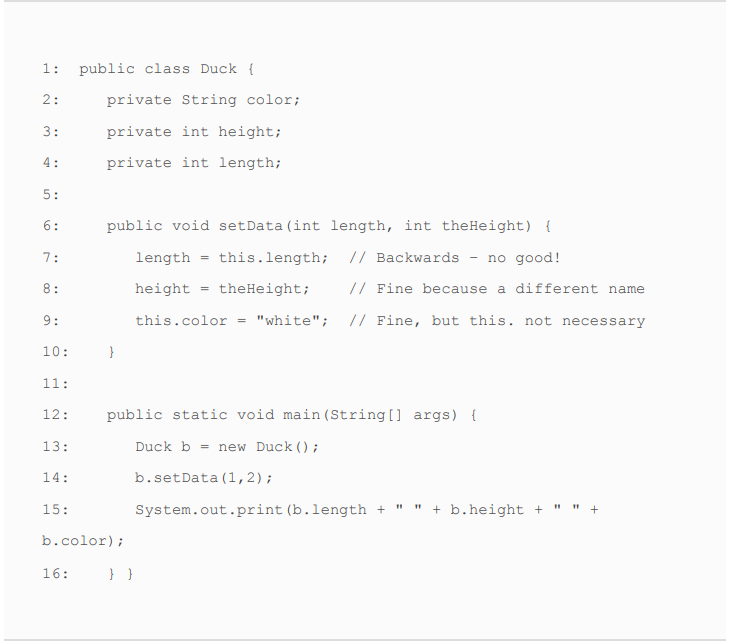 1:  public class Duck {
2:     private String color;
3:     private int height;
4:     private int length;
5:
6:     public void setData(int length, int theHeight) {
7:        length = this.length;  // Backwards – no good!
8:        height = theHeight;    // Fine because a different name
9:        this.color = "white";  // Fine, but this. not necessary
10:    }
11:
12:    public static void main(String[] args) {
13:       Duck b = new Duck();
14:       b.setData(1,2);
15:       System.out.print(b.length + " " + b.height + " " +
b.color);
16:    } }